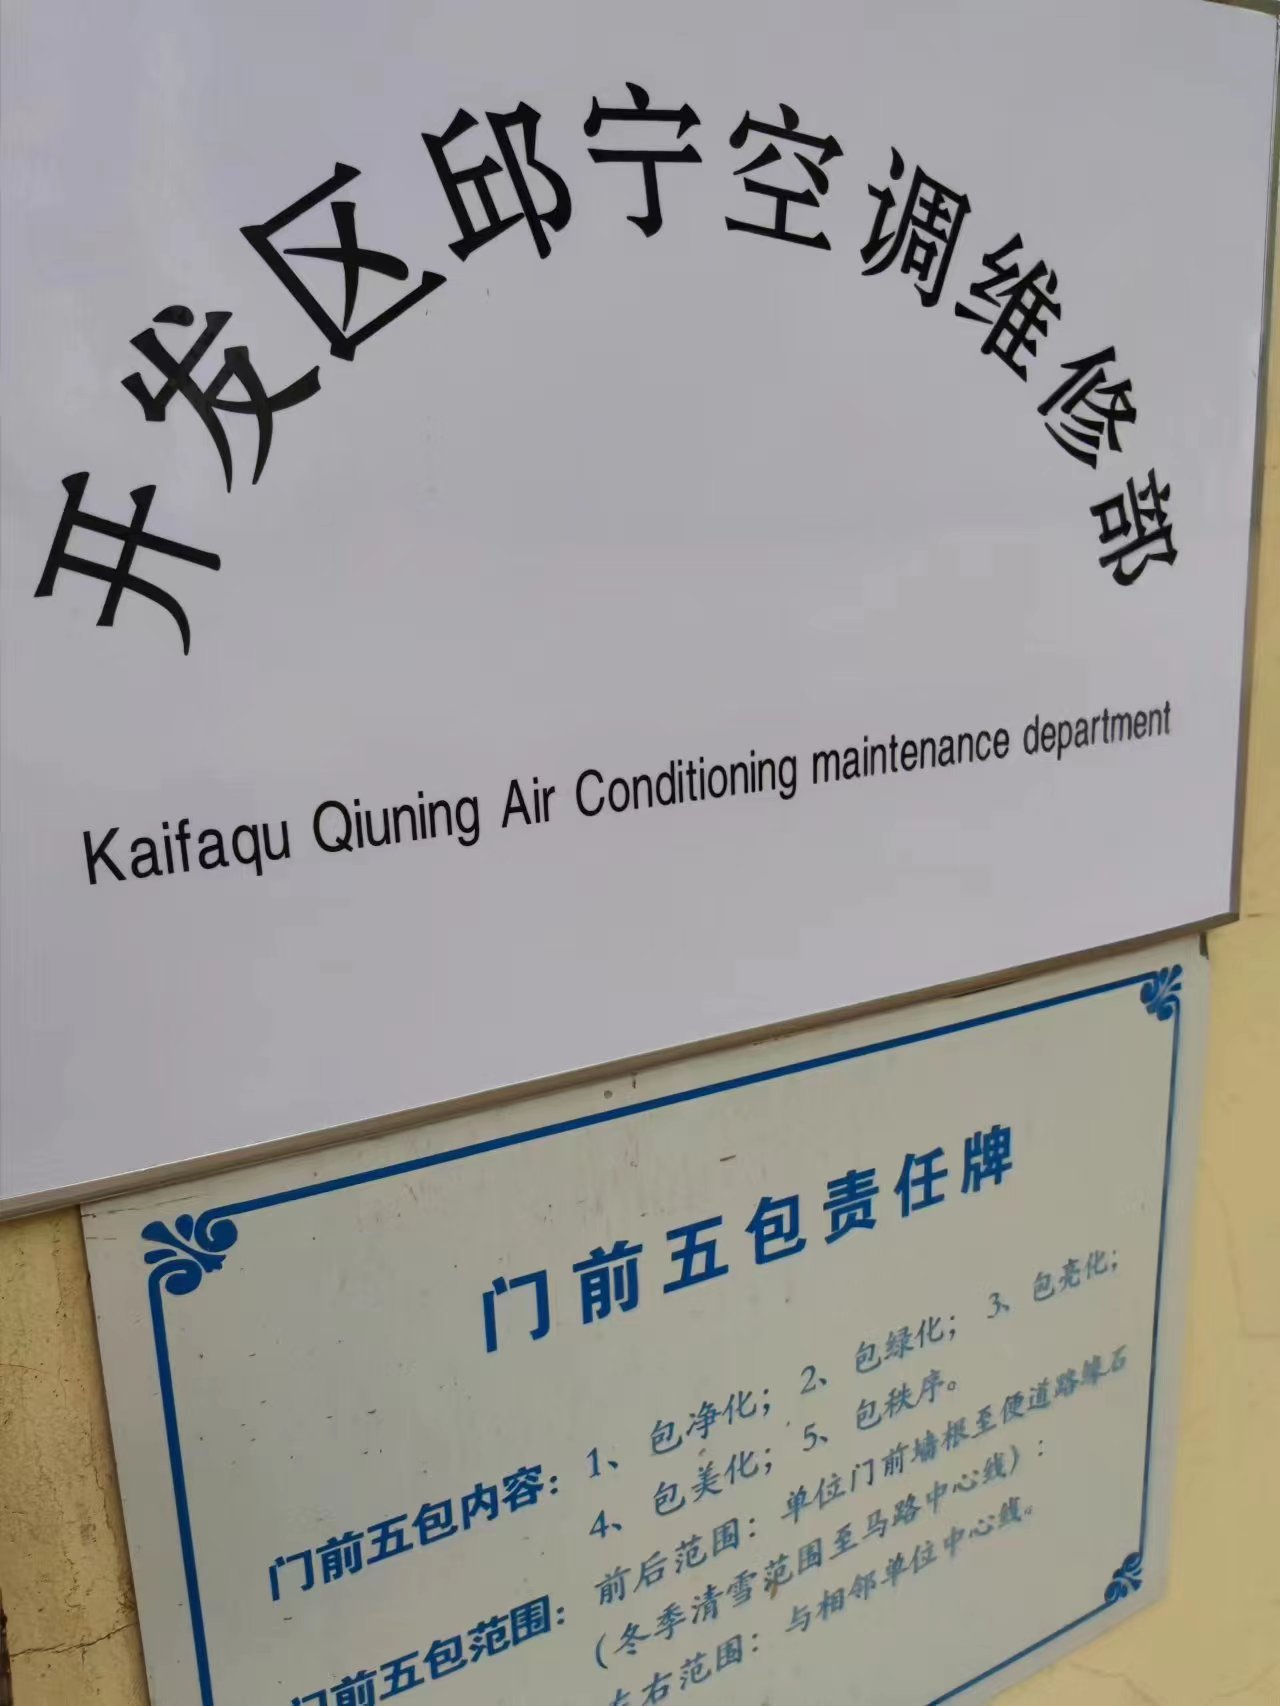 开发区邱宁空调维修部
Kaifaqu Qiuning Air Conditioning maintenance department
门前五包责任牌
门前五包内容：1、包净化；2、包绿化；3、包亮化；
4、包美化；5、包秩序。
门前五包范围：前后范围：单位门前墙根至便道路缘石
（冬季清雪范围至马路中心线）：
左右范围：与相邻单位中心线。